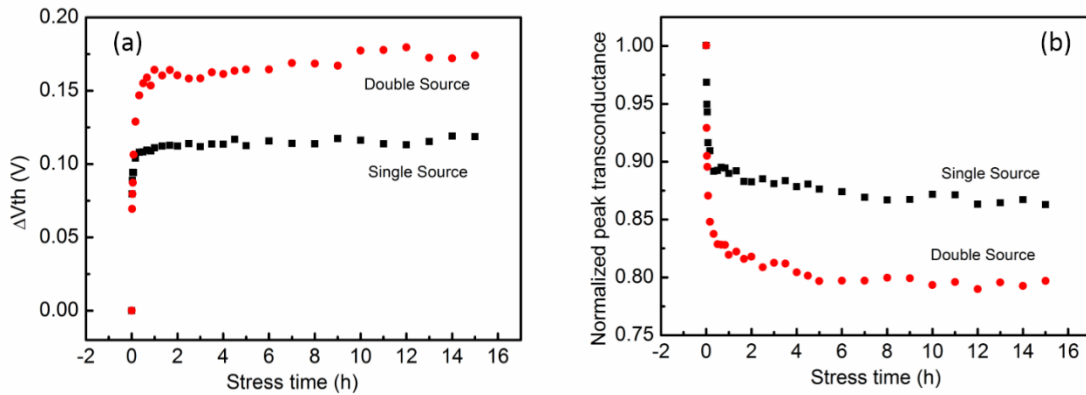 (a)
ΔVth (V)
0.20
0.15
0.10
0.05
0.00
Double Source
Single Source
-2 0 2 4 6 8 10 12 14 16
Stress time (h)
(b)
Normalized peak transconductance
1.00
0.95
0.90
0.85
0.80
0.75
Single Source
Double Source
-2 0 2 4 6 8 10 12 14 16
Stress time (h)